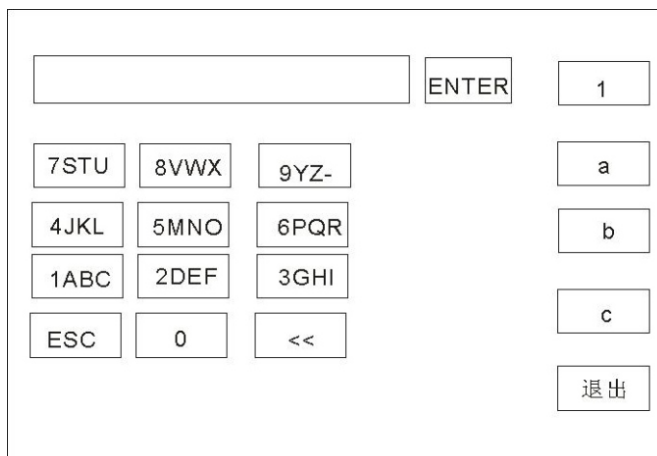 ENTER
1
7STU 8VWX 9YZ-
a
4JKL 5MNO 6PQR
b
1ABC 2DEF 3GHI
ESC 0 <<
c
退出